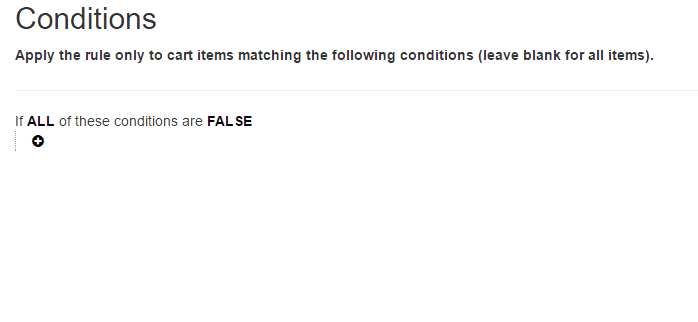 Conditions
Apply the rule only to cart items matching the following conditions (leave blank for all items).
If ALL of these conditions are FALSE